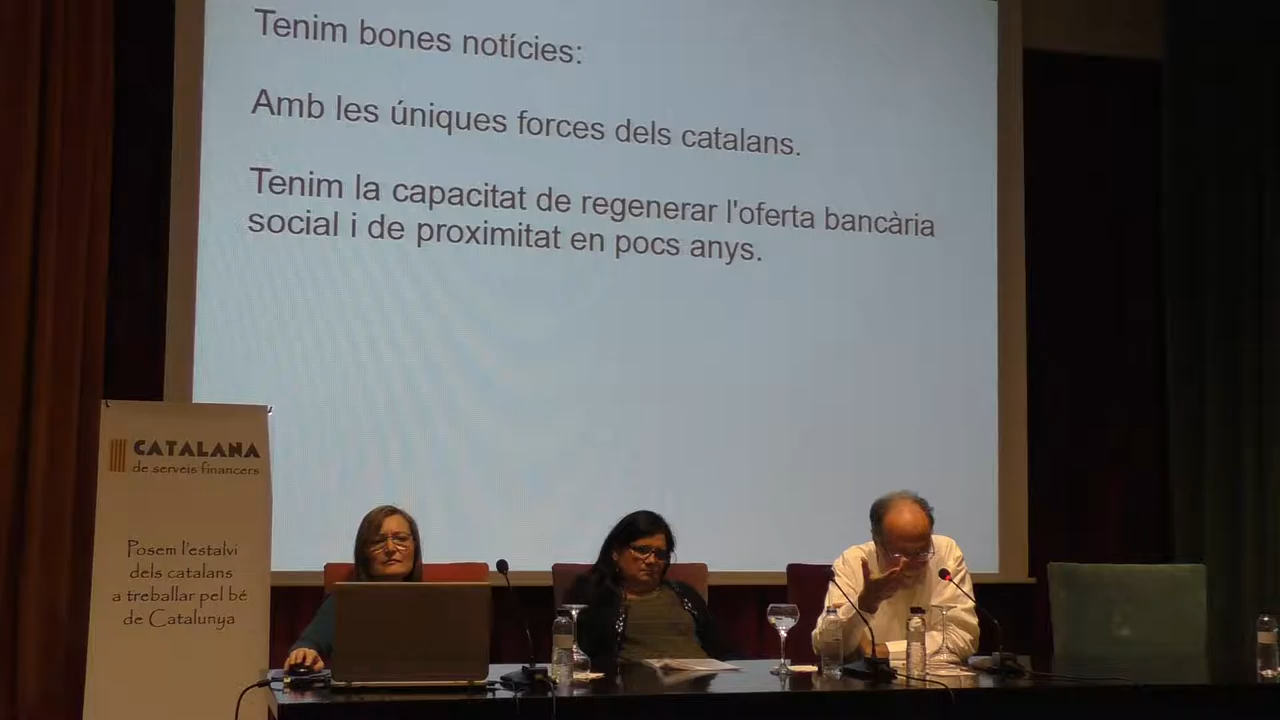 Tenim bones notícies:
Amb les úniques forces dels catalans.
Tenim la capacitat de regenerar l'oferta bancària
social i de proximitat en pocs anys.
CATALANA
de serveis financers
Posem l'estalvi
dels catalans
a treballar pel bé
de Catalunya